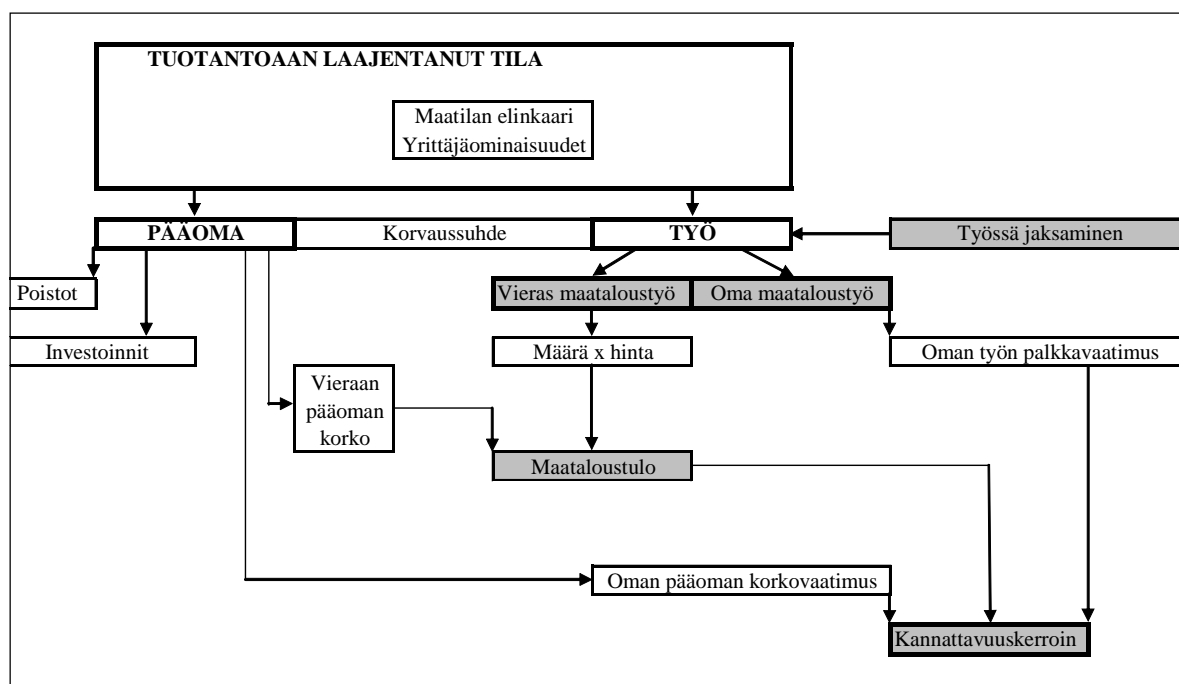 TUOTANTOAAN LAAJENTANUT TILA
Maatilan elinkaari
Yrittäjäominaisuudet
PÄÄOMA
Korvaussuhde
TYÖ
Työssä jaksaminen
Poistot
Vieras maataloustyö
Oma maataloustyö
Investoinnit
Määrä x hinta
Oman työn palkkavaatimus
Vieraan
pääoman
korko
Maataloustulo
Oman pääoman korkovaatimus
Kannattavuuskerroin